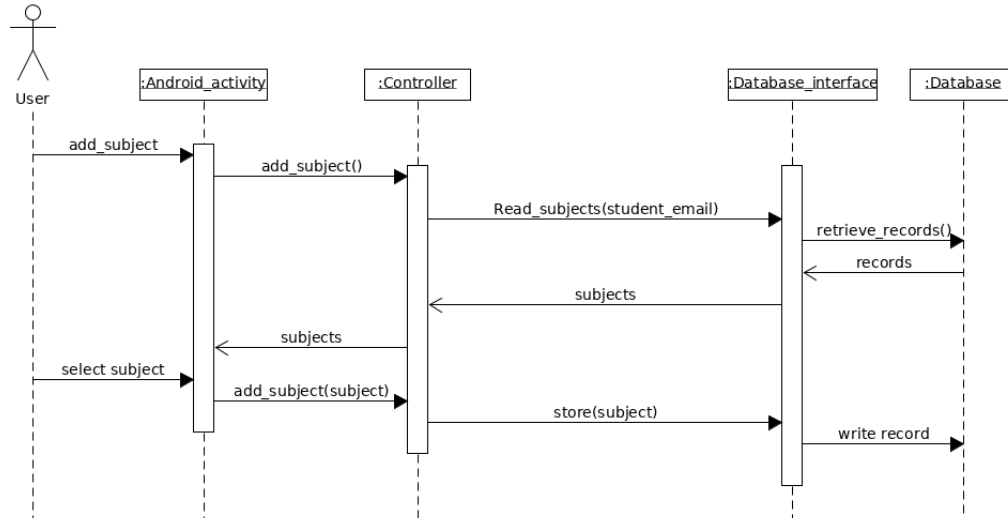 User
:Android_activity
:Controller
:Database_interface
:Database
add_subject
add_subject()
Read_subjects(student_email)
retrieve_records()
records
subjects
subjects
select subject
add_subject(subject)
store(subject)
write record